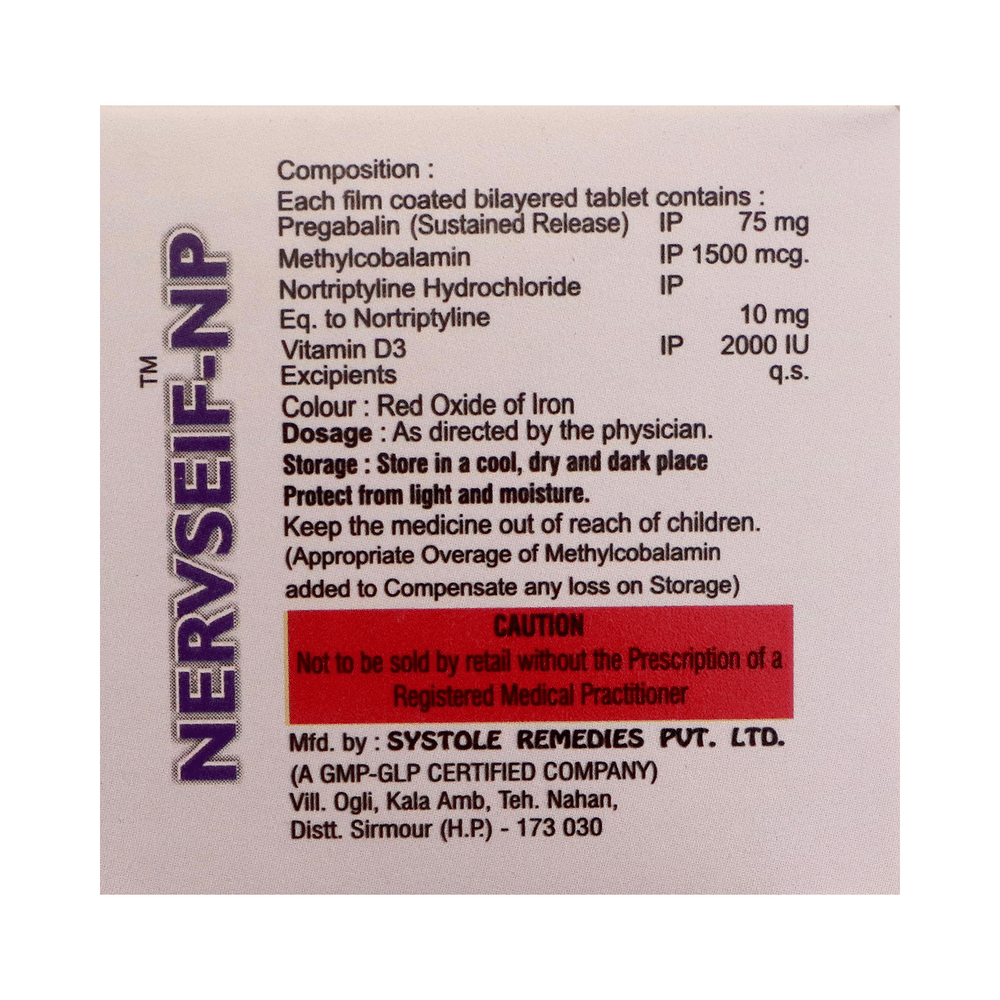 NERVSEIF-NP
TM
Composition :
Each film coated bilayered tablet contains :
Pregabalin (Sustained Release) IP 75 mg
Methylcobalamin IP 1500 mcg.
Nortriptyline Hydrochloride IP
Eq. to Nortriptyline 10 mg
Vitamin D3 IP 2000 IU
Excipients q.s.
Colour : Red Oxide of Iron
Dosage : As directed by the physician.
Storage : Store in a cool, dry and dark place
Protect from light and moisture.
Keep the medicine out of reach of children.
(Appropriate Overage of Methylcobalamin
added to Compensate any loss on Storage)
CAUTION
Not to be sold by retail without the Prescription of a
Registered Medical Practitioner
Mfd. by : SYSTOLE REMEDIES PVT. LTD.
(A GMP-GLP CERTIFIED COMPANY)
Vill. Ogli, Kala Amb, Teh. Nahan,
Distt. Sirmour (H.P.) - 173 030